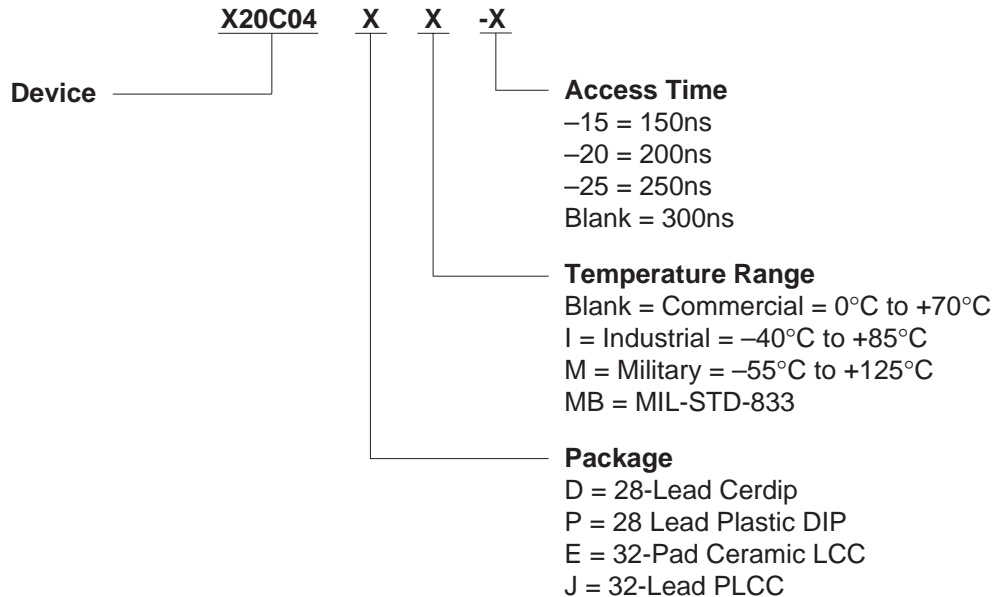 X20C04 X X -X
Device
Access Time
–15 = 150ns
–20 = 200ns
–25 = 250ns
Blank = 300ns
Temperature Range
Blank = Commercial = 0°C to +70°C
I = Industrial = –40°C to +85°C
M = Military = –55°C to +125°C
MB = MIL-STD-833
Package
D = 28-Lead Cerdip
P = 28 Lead Plastic DIP
E = 32-Pad Ceramic LCC
J = 32-Lead PLCC